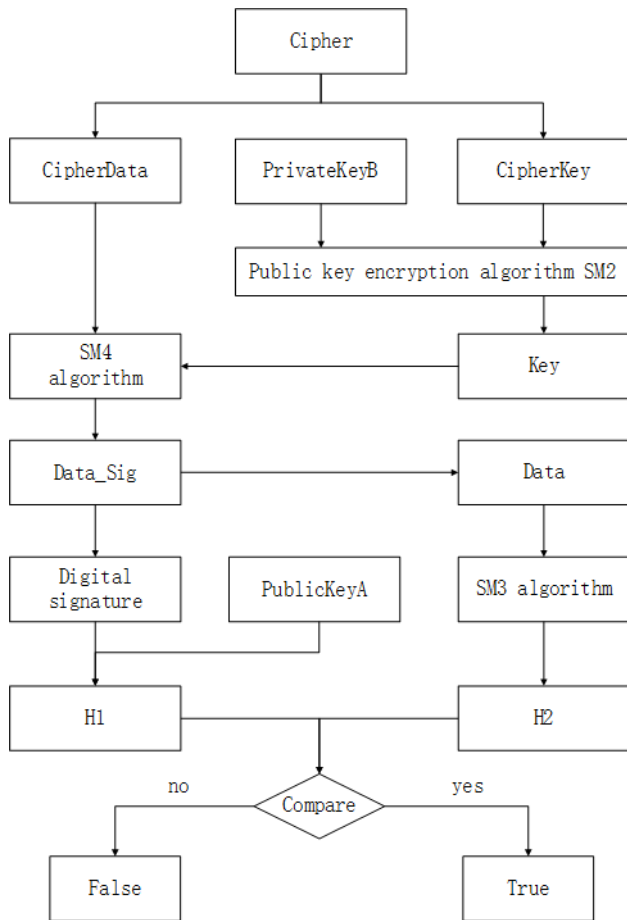 Cipher
CipherData
PrivateKeyB
CipherKey
Public key encryption algorithm SM2
SM4
algorithm
Key
Data_Sig
Data
Digital
signature
PublicKeyA
SM3 algorithm
H1
H2
no
Compare
yes
False
True